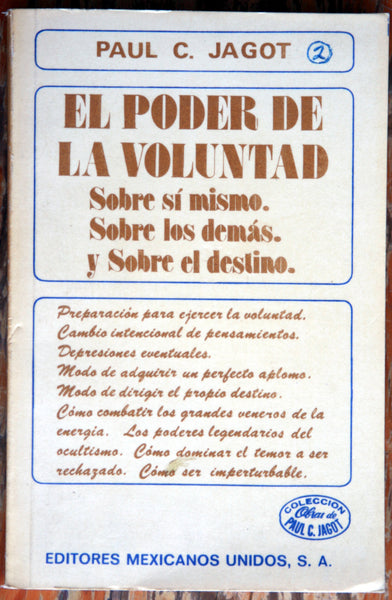 PAUL C. JAGOT 2
EL PODER DE
LA VOLUNTAD
Sobre sí mismo.
Sobre los demás.
y Sobre el destino.
Preparación para ejercer la voluntad.
Cambio intencional de pensamientos.
Depresiones eventuales.
Modo de adquirir un perfecto aplomo.
Modo de dirigir el propio destino.
Cómo combatir los grandes veneros de la
energía. Los poderes legendarios del
ocultismo. Cómo dominar el temor a ser
rechazado. Cómo ser imperturbable.
COLECCION
Obras de
PAUL C. JAGOT
EDITORES MEXICANOS UNIDOS, S. A.